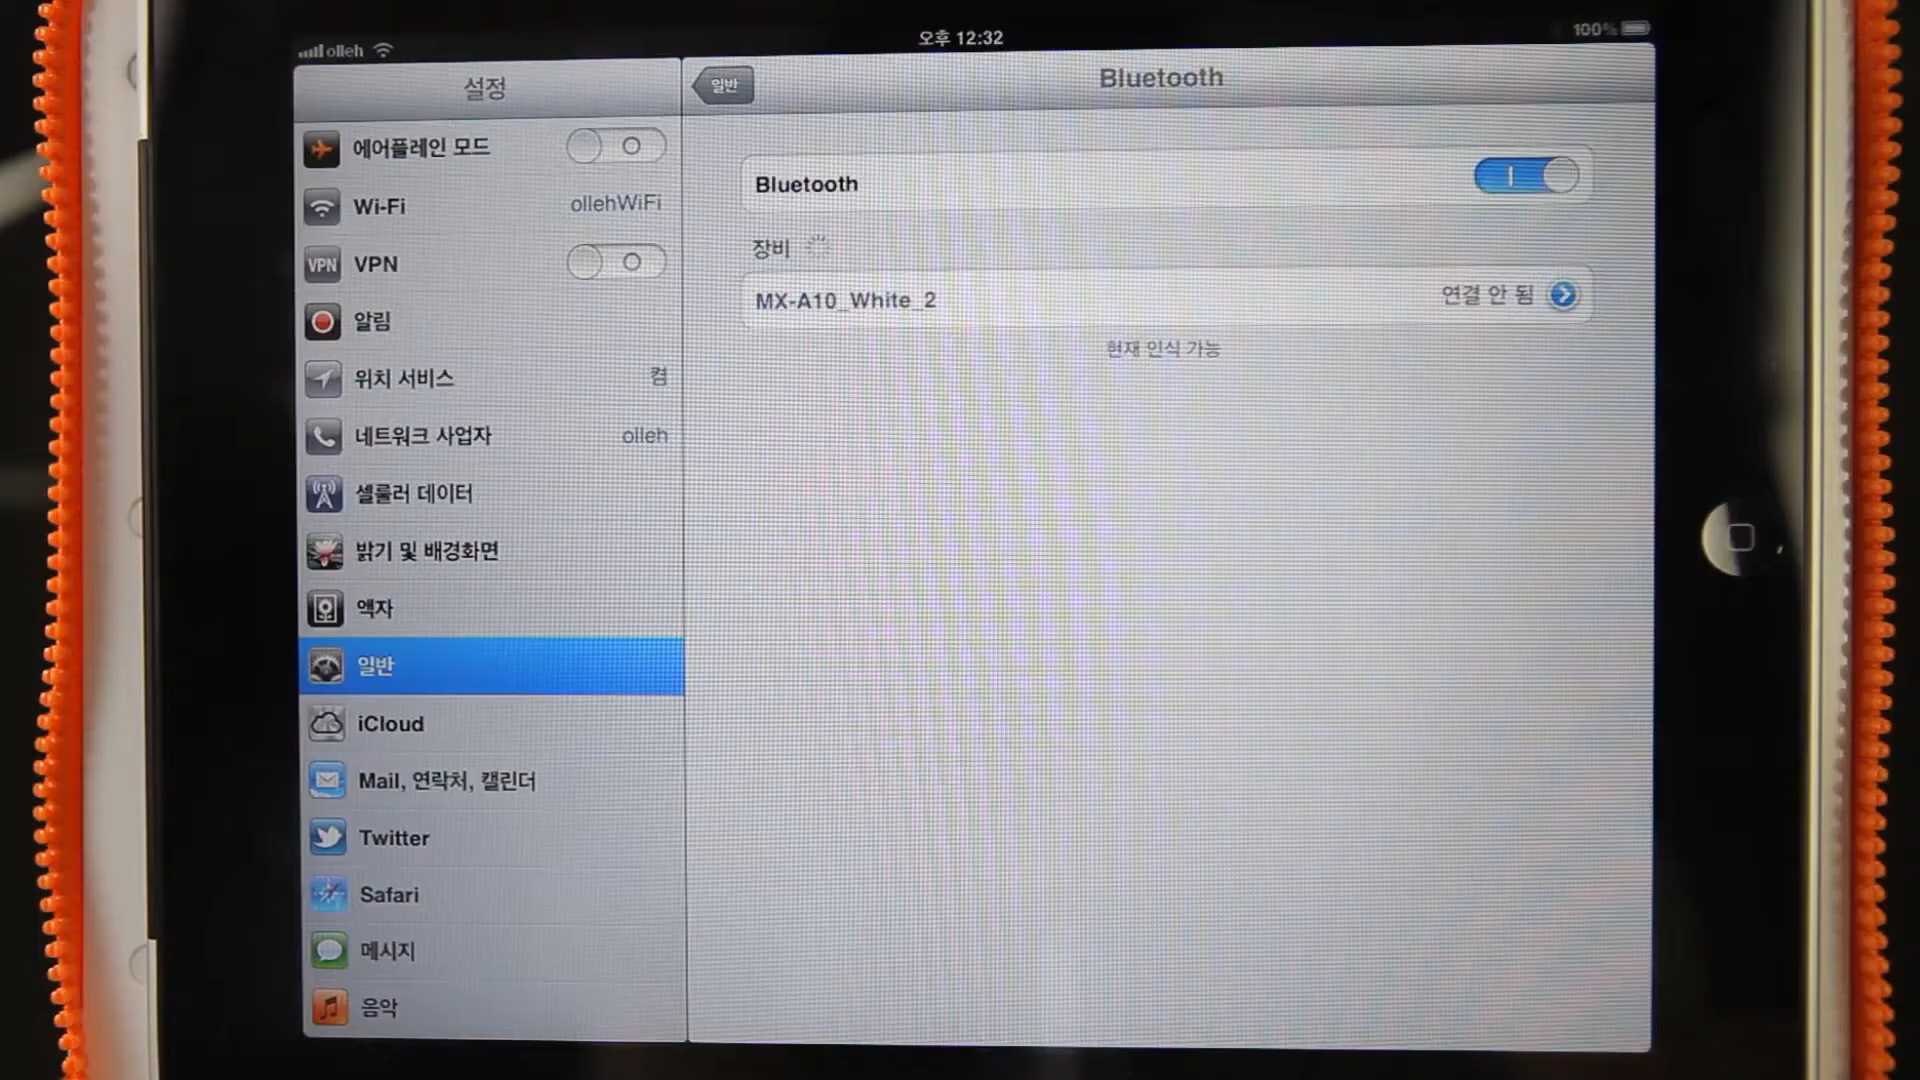 olleh
오후 12:32
100%
설정
일반
Bluetooth
에어플레인 모드
Wi-Fi
ollehWiFi
VPN
VPN
알림
위치 서비스
켬
네트워크 사업자
olleh
셀룰러 데이터
밝기 및 배경화면
액자
일반
iCloud
Mail, 연락처, 캘린더
Twitter
Safari
메시지
음악
Bluetooth
장비
MX-A10_White_2
연결 안 됨
현재 인식 가능